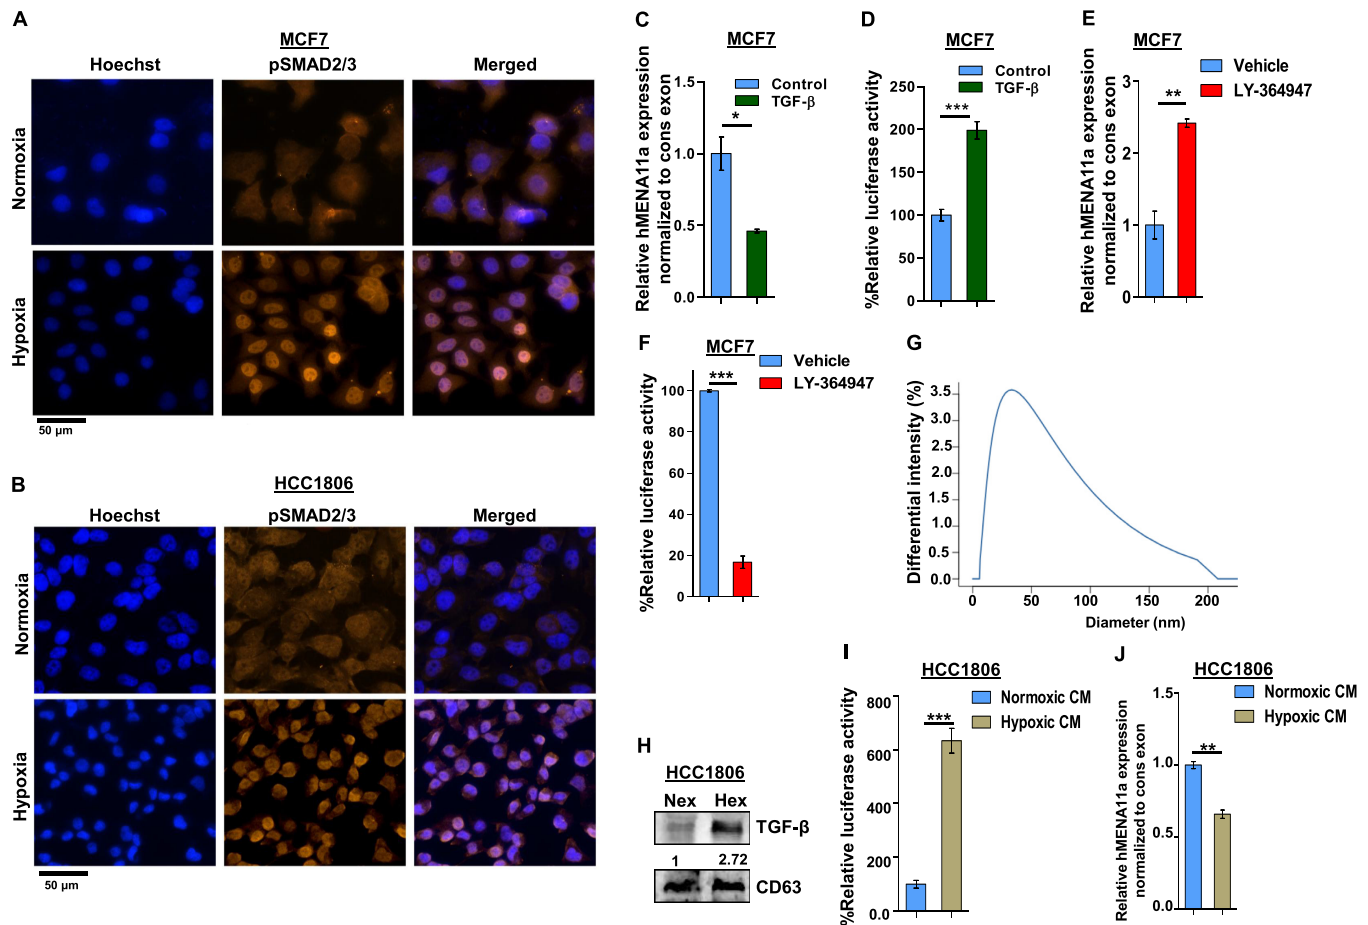 A
MCF7
Hoechst pSMAD2/3 Merged
Normoxia
Hypoxia
50 µm
B
HCC1806
Hoechst pSMAD2/3 Merged
Normoxia
Hypoxia
50 µm
C
MCF7
Control
TGF-β
Relative hMENA11a expression
normalized to cons exon
1.5
1.0
0.5
0.0
*
D
MCF7
Control
TGF-β
%Relative luciferase activity
250
200
150
100
50
0
***
E
MCF7
Vehicle
LY-364947
Relative hMENA11a expression
normalized to cons exon
3
2
1
0
**
F
MCF7
Vehicle
LY-364947
%Relative luciferase activity
100
80
60
40
20
0
***
G
Differential intensity (%)
3.5
3.0
2.5
2.0
1.5
1.0
0.5
0.0
0 50 100 150 200
Diameter (nm)
H
HCC1806
Nex Hex
TGF-β
1 2.72
CD63
I
HCC1806
Normoxic CM
Hypoxic CM
%Relative luciferase activity
800
600
400
200
0.0
***
J
HCC1806
Normoxic CM
Hypoxic CM
Relative hMENA11a expression
normalized to cons exon
1.5
1.0
0.5
0.0
**